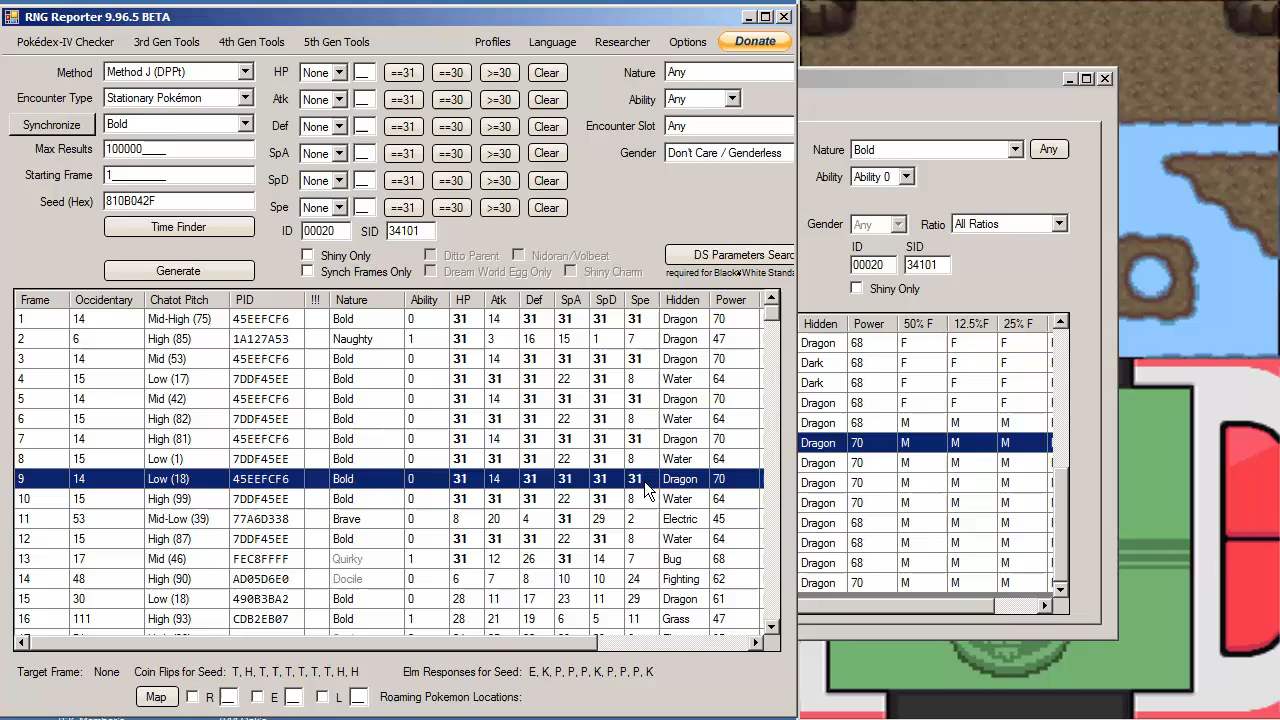 RNG Reporter 9.96.5 BETA
Pokédex-IV Checker 3rd Gen Tools 4th Gen Tools 5th Gen Tools Profiles Language Researcher Options Donate
Method Method J (DPPt) HP None __ ==31 ==30 >=30 Clear Nature Any
Encounter Type Stationary Pokémon Atk None __ ==31 ==30 >=30 Clear Ability Any
Synchronize Bold Def None __ ==31 ==30 >=30 Clear Encounter Slot Any
Max Results 100000____ SpA None __ ==31 ==30 >=30 Clear Gender Don't Care / Genderless
Starting Frame 1_________ SpD None __ ==31 ==30 >=30 Clear
Seed (Hex) 810B042F Spe None __ ==31 ==30 >=30 Clear
Time Finder ID 00020 SID 34101
Shiny Only Ditto Parent Nidoran/Volbeat DS Parameters Searc
Generate Synch Frames Only Dream World Egg Only Shiny Charm required for Black/White Standa
Frame Occidentary Chatot Pitch PID !!! Nature Ability HP Atk Def SpA SpD Spe Hidden Power
1 14 Mid-High (75) 45EEFCF6 Bold 0 31 14 31 31 31 31 Dragon 70
2 6 High (85) 1A127A53 Naughty 1 31 3 16 15 1 7 Dragon 47
3 14 Mid (53) 45EEFCF6 Bold 0 31 14 31 31 31 31 Dragon 70
4 15 Low (17) 7DDF45EE Bold 0 31 31 31 22 31 8 Water 64
5 14 Mid (42) 45EEFCF6 Bold 0 31 14 31 31 31 31 Dragon 70
6 15 High (82) 7DDF45EE Bold 0 31 31 31 22 31 8 Water 64
7 14 High (81) 45EEFCF6 Bold 0 31 14 31 31 31 31 Dragon 70
8 15 Low (1) 7DDF45EE Bold 0 31 31 31 22 31 8 Water 64
9 14 Low (18) 45EEFCF6 Bold 0 31 14 31 31 31 31 Dragon 70
10 15 High (99) 7DDF45EE Bold 0 31 31 31 22 31 8 Water 64
11 53 Mid-Low (39) 77A6D338 Brave 0 8 20 4 31 29 2 Electric 45
12 15 High (87) 7DDF45EE Bold 0 31 31 31 22 31 8 Water 64
13 17 Mid (46) FEC8FFFF Quirky 1 31 12 26 31 14 7 Bug 68
14 48 High (90) AD05D6E0 Docile 0 6 7 8 10 10 24 Fighting 62
15 30 Low (18) 490B3BA2 Bold 0 28 11 17 23 11 29 Dragon 61
16 111 High (93) CDB2EB07 Bold 1 28 21 19 6 5 11 Grass 47
Target Frame: None Coin Flips for Seed: T, H, T, T, T, T, T, T, H, H Elm Responses for Seed: E, K, P, P, P, K, P, P, P, K
Map R __ E __ L __ Roaming Pokemon Locations:
Nature Bold Any
Ability Ability 0
Gender Any Ratio All Ratios
ID SID
00020 34101
Shiny Only
Hidden Power 50% F 12.5%F 25% F
Dragon 68 F F F
Dark 68 F F F
Dark 68 F F F
Dragon 68 F F F
Dragon 68 M M M
Dragon 70 M M M
Dragon 70 M M M
Dragon 70 M M M
Dragon 70 M M M
Dragon 68 M M M
Dragon 68 M M M
Dragon 68 M M M
Dragon 70 M M M